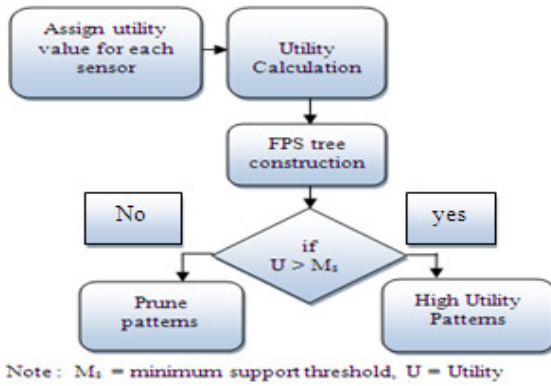 Assign utility
value for each
sensor
Utility
Calculation
FPS tree
construction
No
yes
if
U > Ms
Prune
patterns
High Utility
Patterns
Note : Ms = minimum support threshold, U = Utility